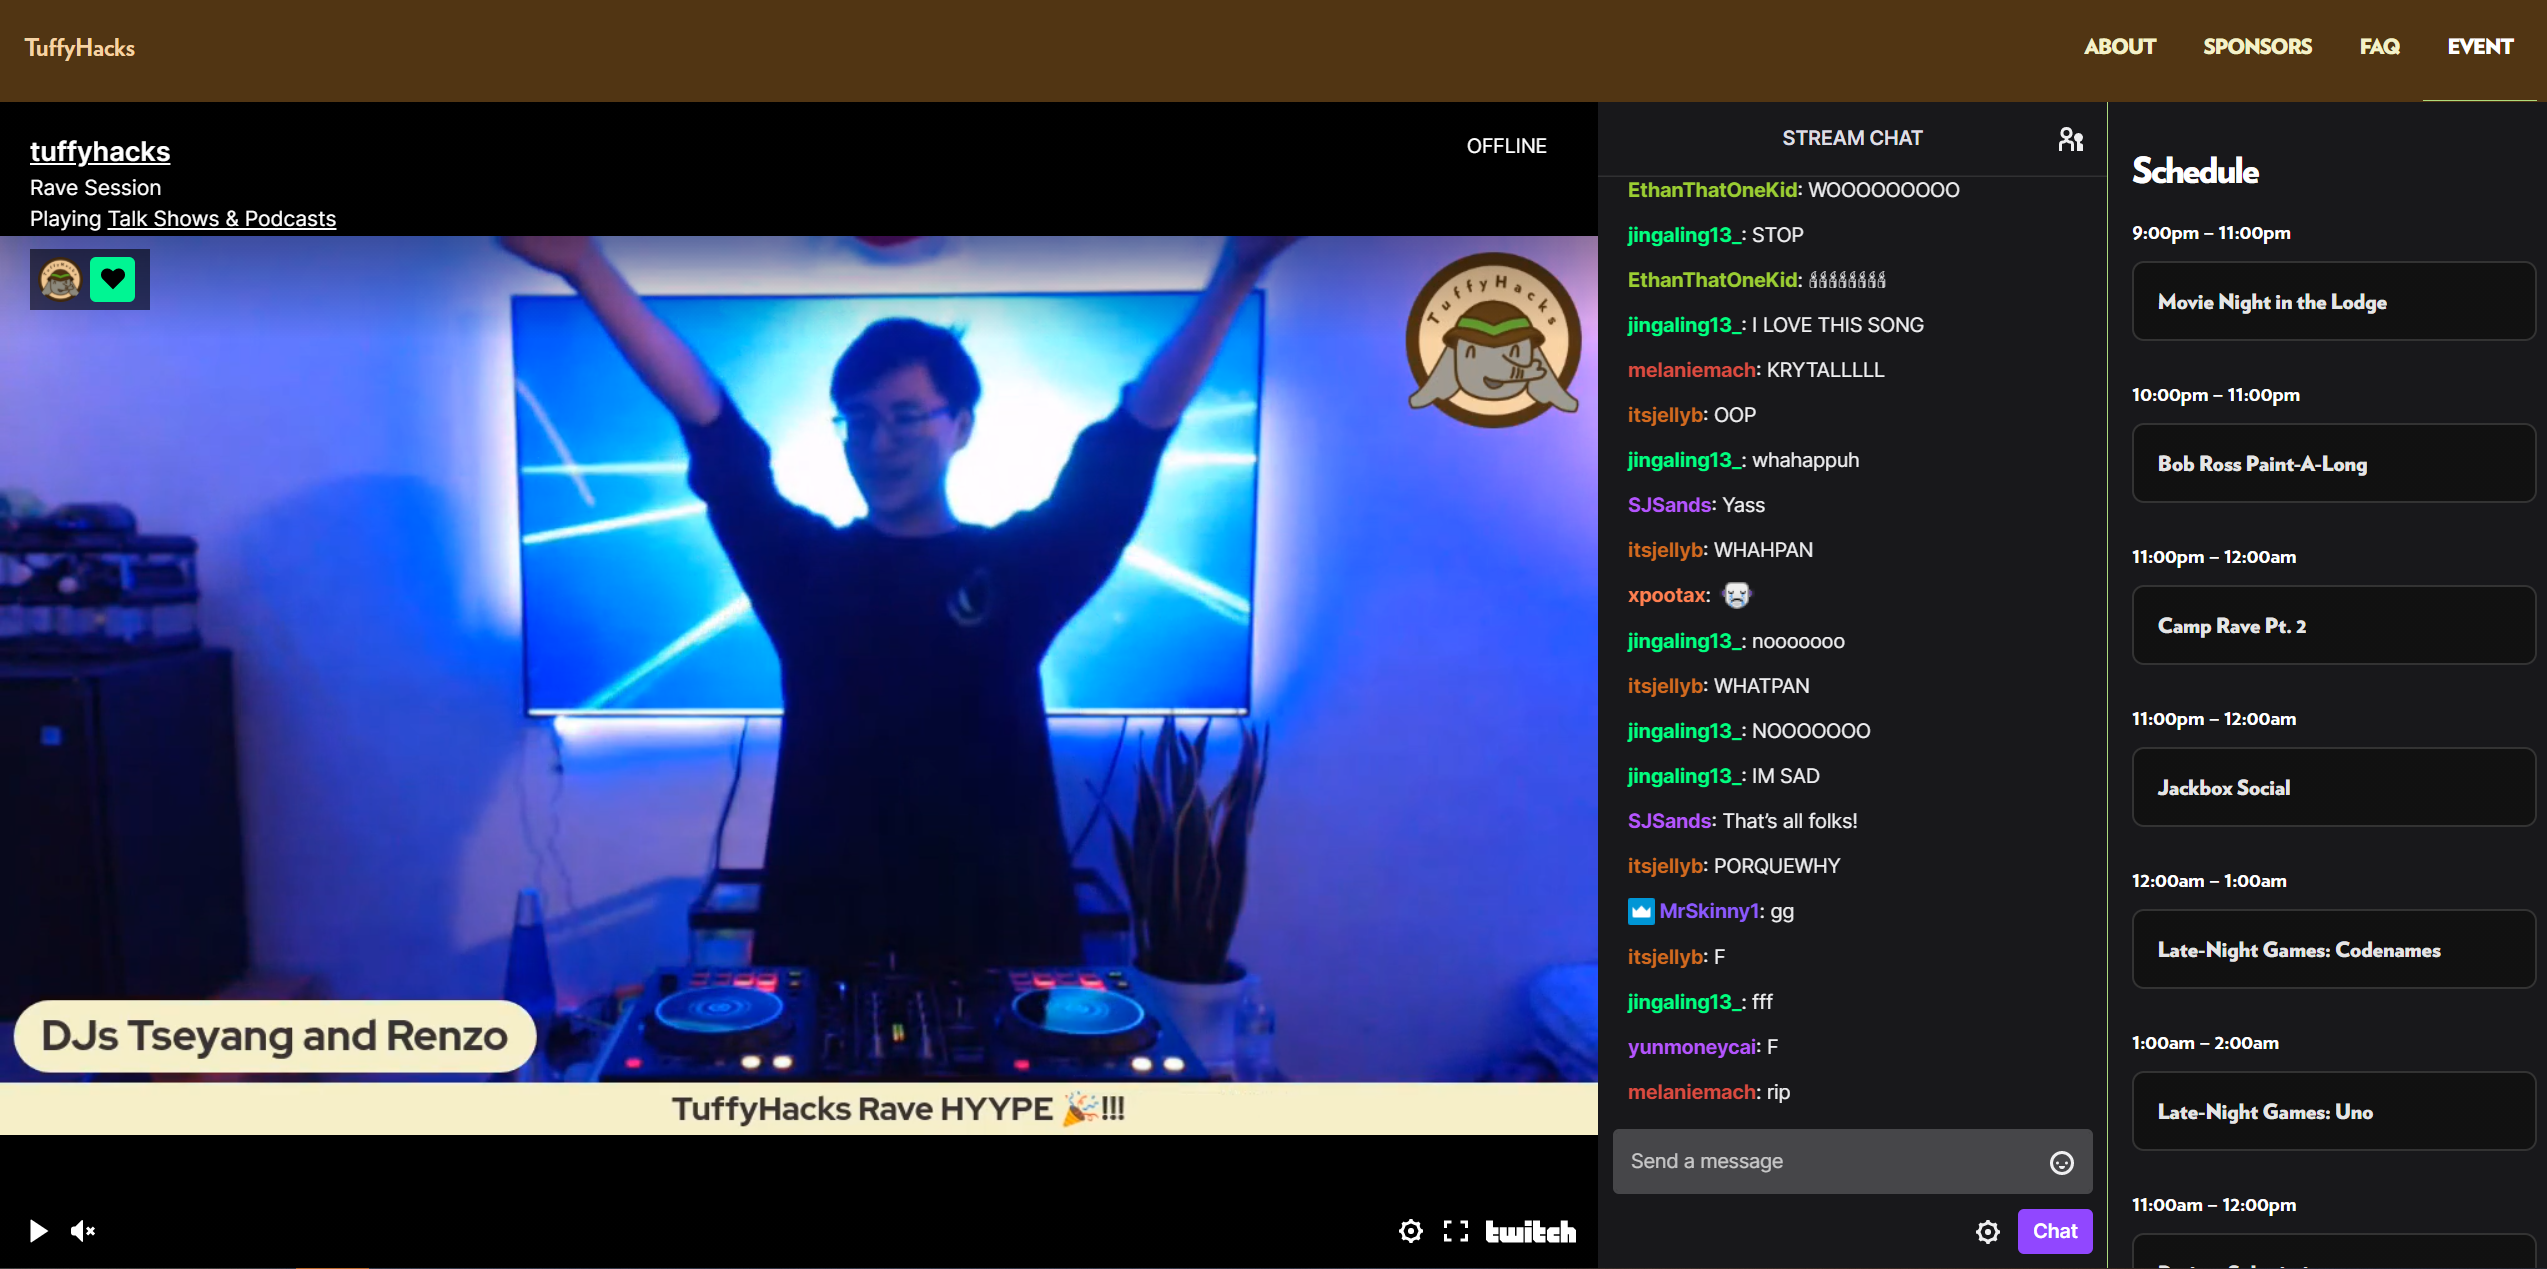 TuffyHacks
ABOUT SPONSORS FAQ EVENT
tuffyhacks
Rave Session
Playing Talk Shows & Podcasts
OFFLINE
TuffyHacks
DJs Tseyang and Renzo
TuffyHacks Rave HYYPE 🎉!!!
twitch
STREAM CHAT
EthanThatOneKid: WOOOOOOOOO
jingaling13_: STOP
EthanThatOneKid: 🕯🕯🕯🕯🕯🕯🕯🕯
jingaling13_: I LOVE THIS SONG
melaniemach: KRYTALLLLL
itsjellyb: OOP
jingaling13_: whahappuh
SJSands: Yass
itsjellyb: WHAHPAN
xpootax:
jingaling13_: nooooooo
itsjellyb: WHATPAN
jingaling13_: NOOOOOOO
jingaling13_: IM SAD
SJSands: That's all folks!
itsjellyb: PORQUEWHY
MrSkinny1: gg
itsjellyb: F
jingaling13_: fff
yunmoneycai: F
melaniemach: rip
Send a message
Chat
Schedule
9:00pm – 11:00pm
Movie Night in the Lodge
10:00pm – 11:00pm
Bob Ross Paint-A-Long
11:00pm – 12:00am
Camp Rave Pt. 2
11:00pm – 12:00am
Jackbox Social
12:00am – 1:00am
Late-Night Games: Codenames
1:00am – 2:00am
Late-Night Games: Uno
11:00am – 12:00pm